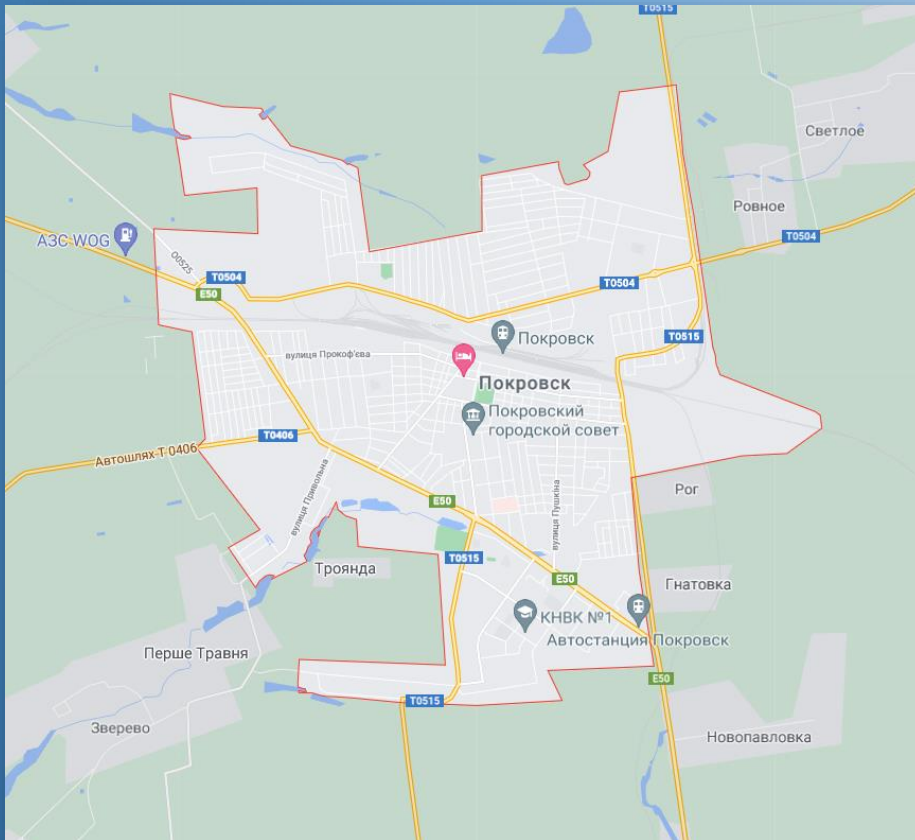 T0515
Светлое
Ровное
АЗС WOG
T0504
O0525
T0504
E50
T0504
T0515
Покровск
вулиця Прокоф'єва
Покровск
Покровский
городской совет
T0406
Автошлях Т 0406
Рог
вулиця Привольна
E50
вулиця Пушкіна
T0515
Троянда
E50
Гнатовка
КНВК №1
Автостанция Покровск
Перше Травня
E50
T0515
Зверево
Новопавловка